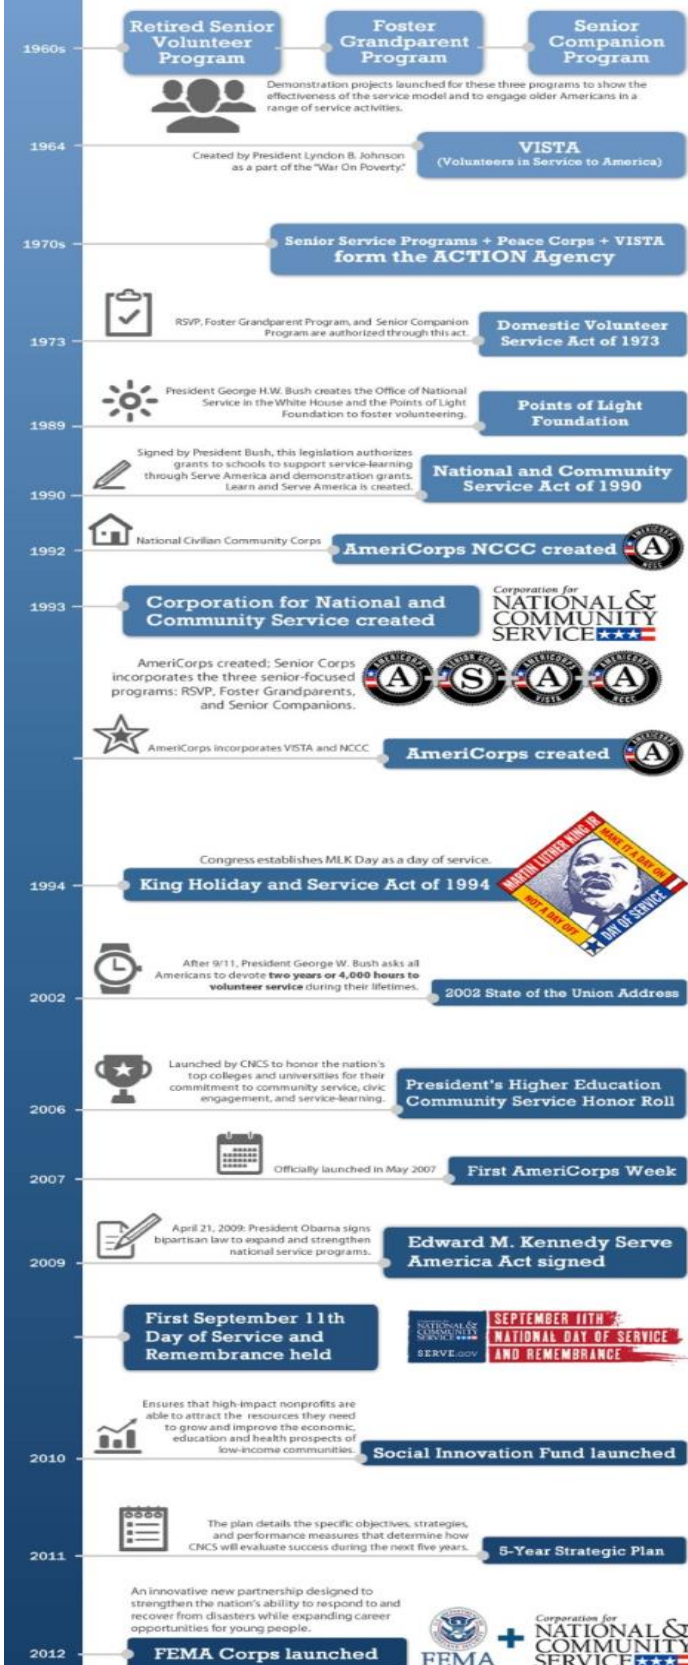 1960s
Retired Senior
Volunteer
Program
Foster
Grandparent
Program
Senior
Companion
Program
Demonstration projects launched for these three programs to show the
effectiveness of the service model and to engage older Americans in a
range of service activities.
1964
Created by President Lyndon B. Johnson
as a part of the "War On Poverty."
VISTA
(Volunteers in Service to America)
1970s
Senior Service Programs + Peace Corps + VISTA
form the ACTION Agency
1973
RSVP, Foster Grandparent Program, and Senior Companion
Program are authorized through this act.
Domestic Volunteer
Service Act of 1973
1989
President George H.W. Bush creates the Office of National
Service in the White House and the Points of Light
Foundation to foster volunteering.
Points of Light
Foundation
1990
Signed by President Bush, this legislation authorizes
grants to schools to support service-learning
through Serve America and demonstration grants.
Learn and Serve America is created.
National and Community
Service Act of 1990
1992
National Civilian Community Corps
AmeriCorps NCCC created
AMERICORPS
A
NCCC
1993
Corporation for National and
Community Service created
Corporation for
NATIONAL &
COMMUNITY
SERVICE
AmeriCorps created; Senior Corps
incorporates the three senior-focused
programs: RSVP, Foster Grandparents,
and Senior Companions.
AMERICORPS
A
+
SENIOR CORPS
S
+
AMERICORPS
A
VISTA
+
AMERICORPS
A
NCCC
AmeriCorps incorporates VISTA and NCCC
AmeriCorps created
AMERICORPS
A
1994
Congress establishes MLK Day as a day of service.
King Holiday and Service Act of 1994
MARTIN LUTHER KING JR
MAKE IT A DAY ON
NOT A DAY OFF
DAY OF SERVICE
2002
After 9/11, President George W. Bush asks all
Americans to devote two years or 4,000 hours to
volunteer service during their lifetimes.
2002 State of the Union Address
2006
Launched by CNCS to honor the nation's
top colleges and universities for their
commitment to community service, civic
engagement, and service-learning.
President's Higher Education
Community Service Honor Roll
2007
Officially launched in May 2007
First AmeriCorps Week
2009
April 21, 2009: President Obama signs
bipartisan law to expand and strengthen
national service programs.
Edward M. Kennedy Serve
America Act signed
First September 11th
Day of Service and
Remembrance held
NATIONAL &
COMMUNITY
SERVICE
SERVE.GOV
SEPTEMBER 11TH
NATIONAL DAY OF SERVICE
AND REMEMBRANCE
2010
Ensures that high-impact nonprofits are
able to attract the resources they need
to grow and improve the economic,
education and health prospects of
low-income communities.
Social Innovation Fund launched
2011
The plan details the specific objectives, strategies,
and performance measures that determine how
CNCS will evaluate success during the next five years.
5-Year Strategic Plan
2012
An innovative new partnership designed to
strengthen the nation's ability to respond to and
recover from disasters while expanding career
opportunities for young people.
FEMA Corps launched
FEMA
+
Corporation for
NATIONAL &
COMMUNITY
SERVICE